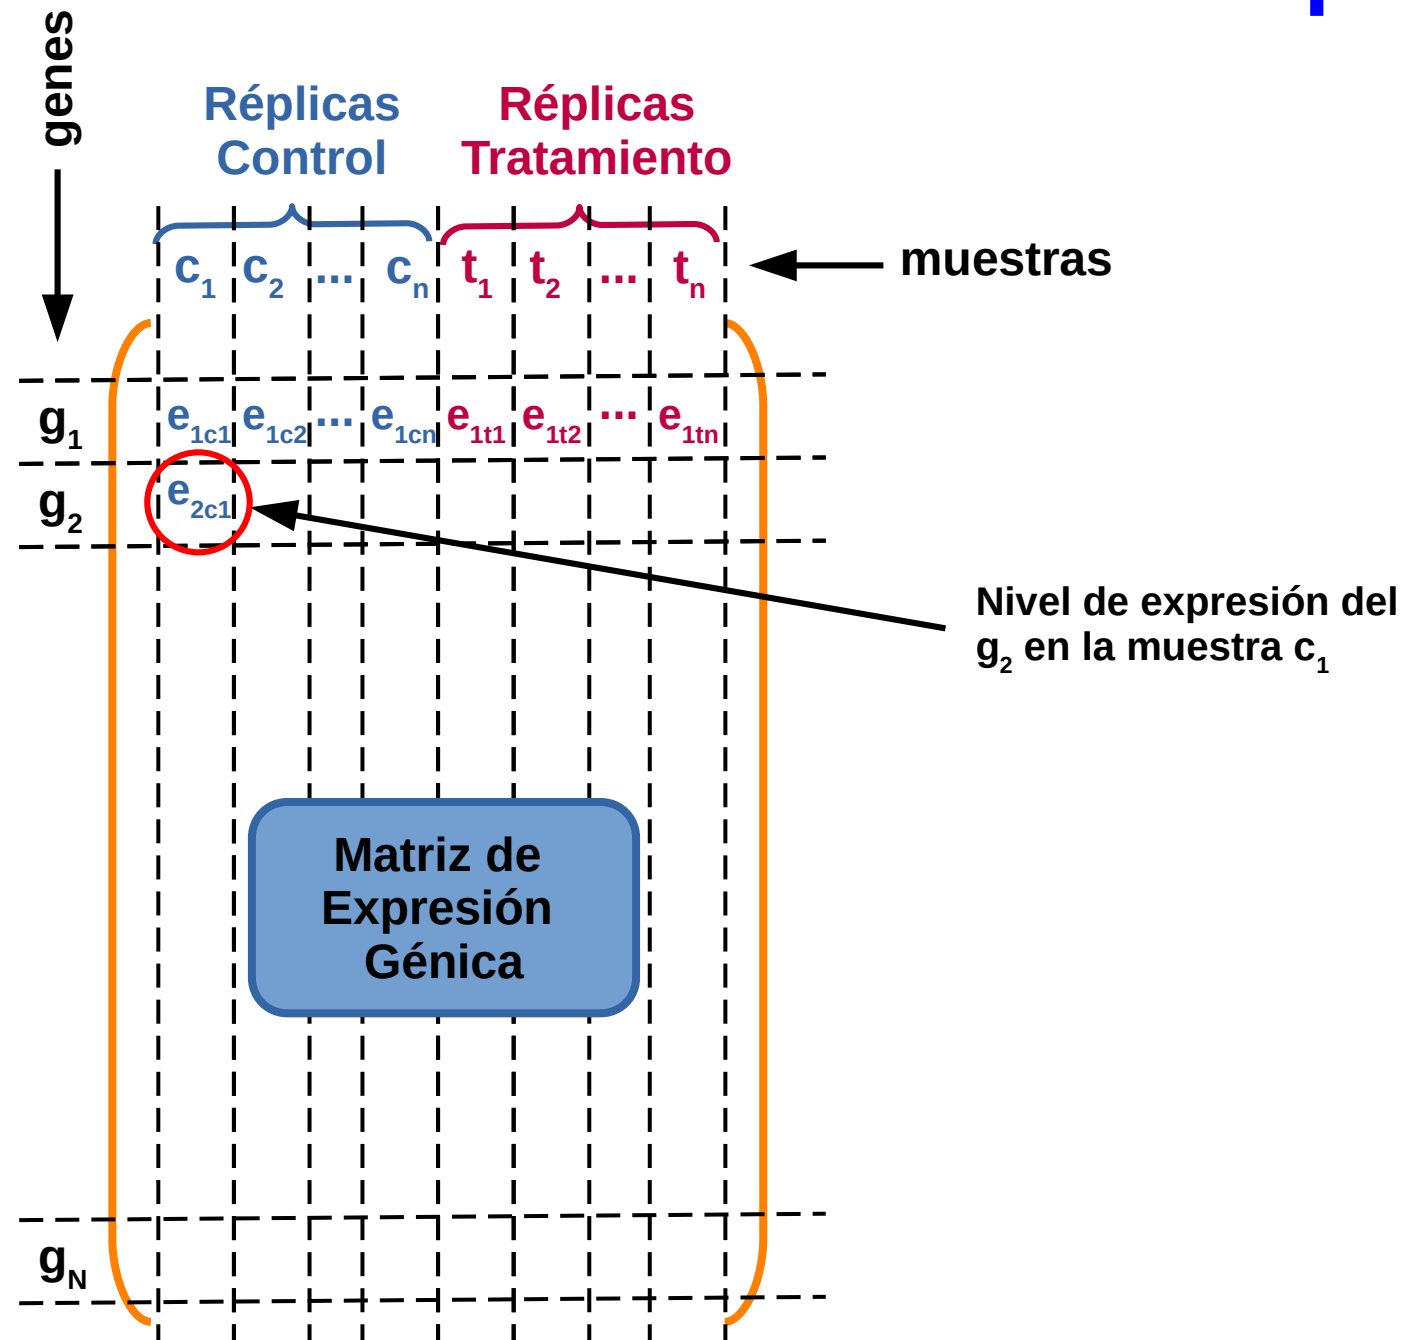 genes
Réplicas
Control
Réplicas
Tratamiento
c1 c2 ... cn t1 t2 ... tn
muestras
g1 e1c1 e1c2 ... e1cn e1t1 e1t2 ... e1tn
g2 e2c1
Nivel de expresión del
g2 en la muestra c1
Matriz de
Expresión
Génica
gN